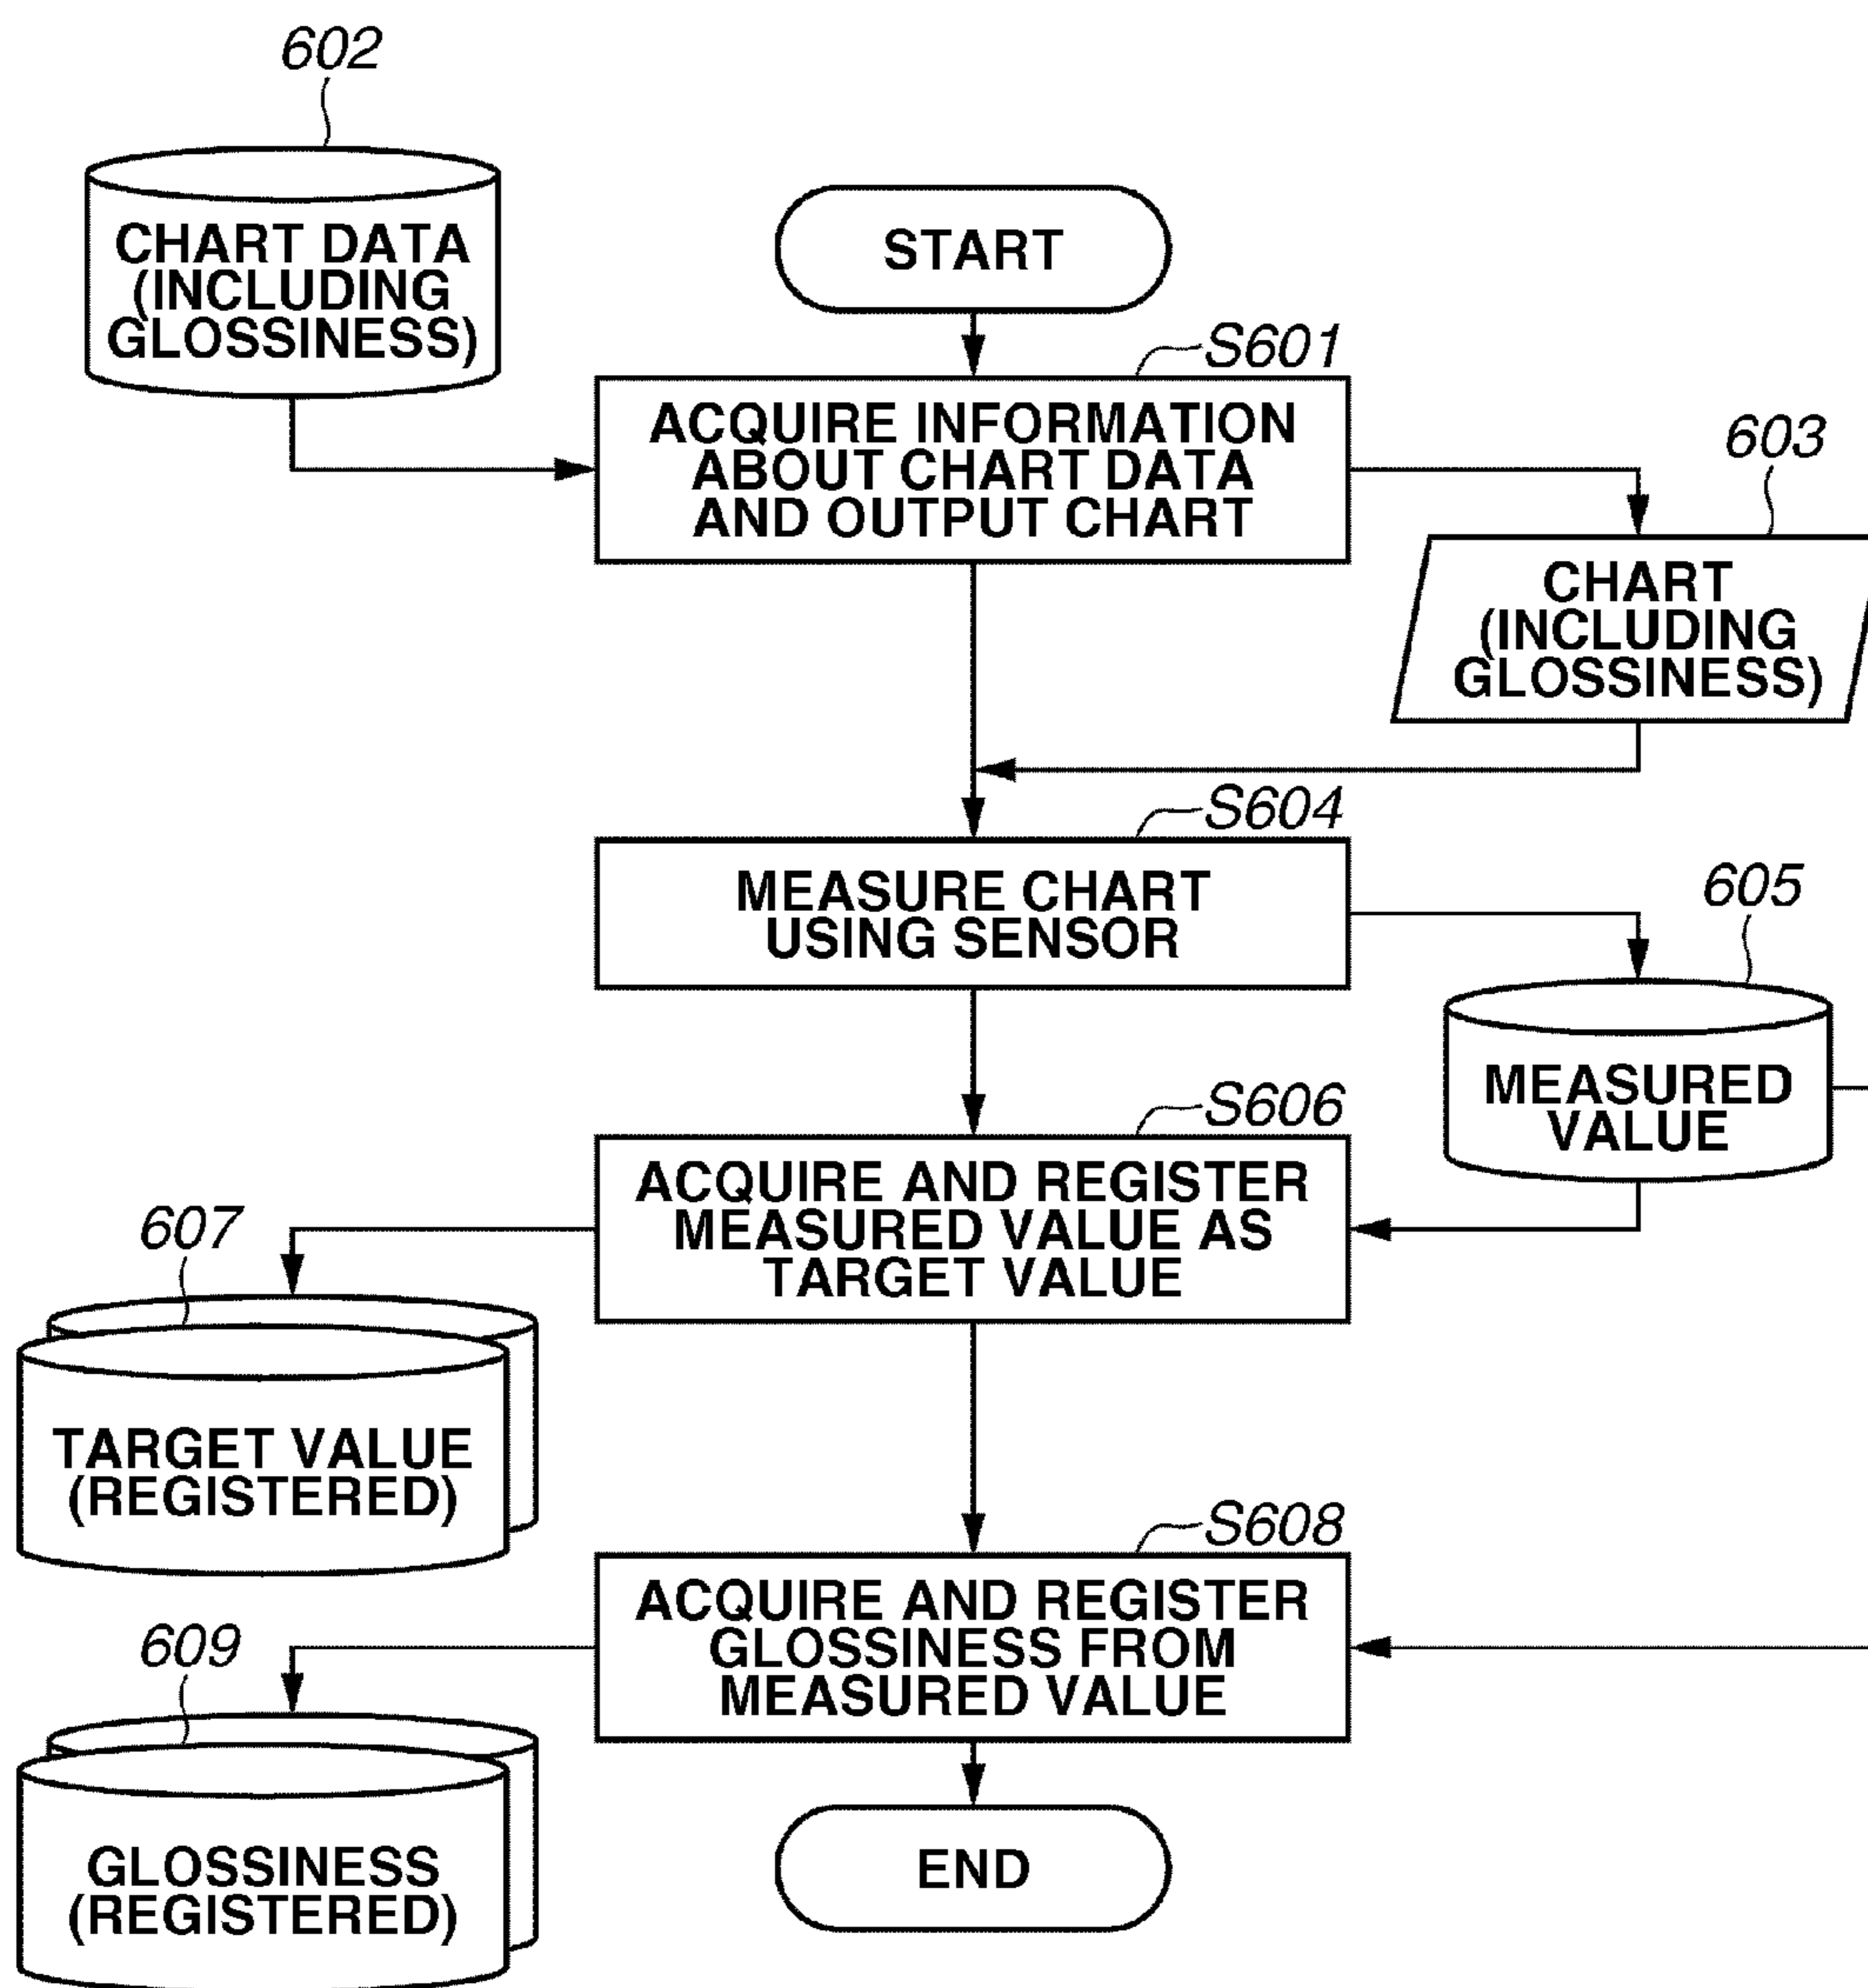 602
CHART DATA
(INCLUDING
GLOSSINESS)
START
S601
ACQUIRE INFORMATION
ABOUT CHART DATA
AND OUTPUT CHART
603
CHART
(INCLUDING
GLOSSINESS)
S604
MEASURE CHART
USING SENSOR
605
MEASURED
VALUE
S606
ACQUIRE AND REGISTER
MEASURED VALUE AS
TARGET VALUE
607
TARGET VALUE
(REGISTERED)
S608
ACQUIRE AND REGISTER
GLOSSINESS FROM
MEASURED VALUE
609
GLOSSINESS
(REGISTERED)
END